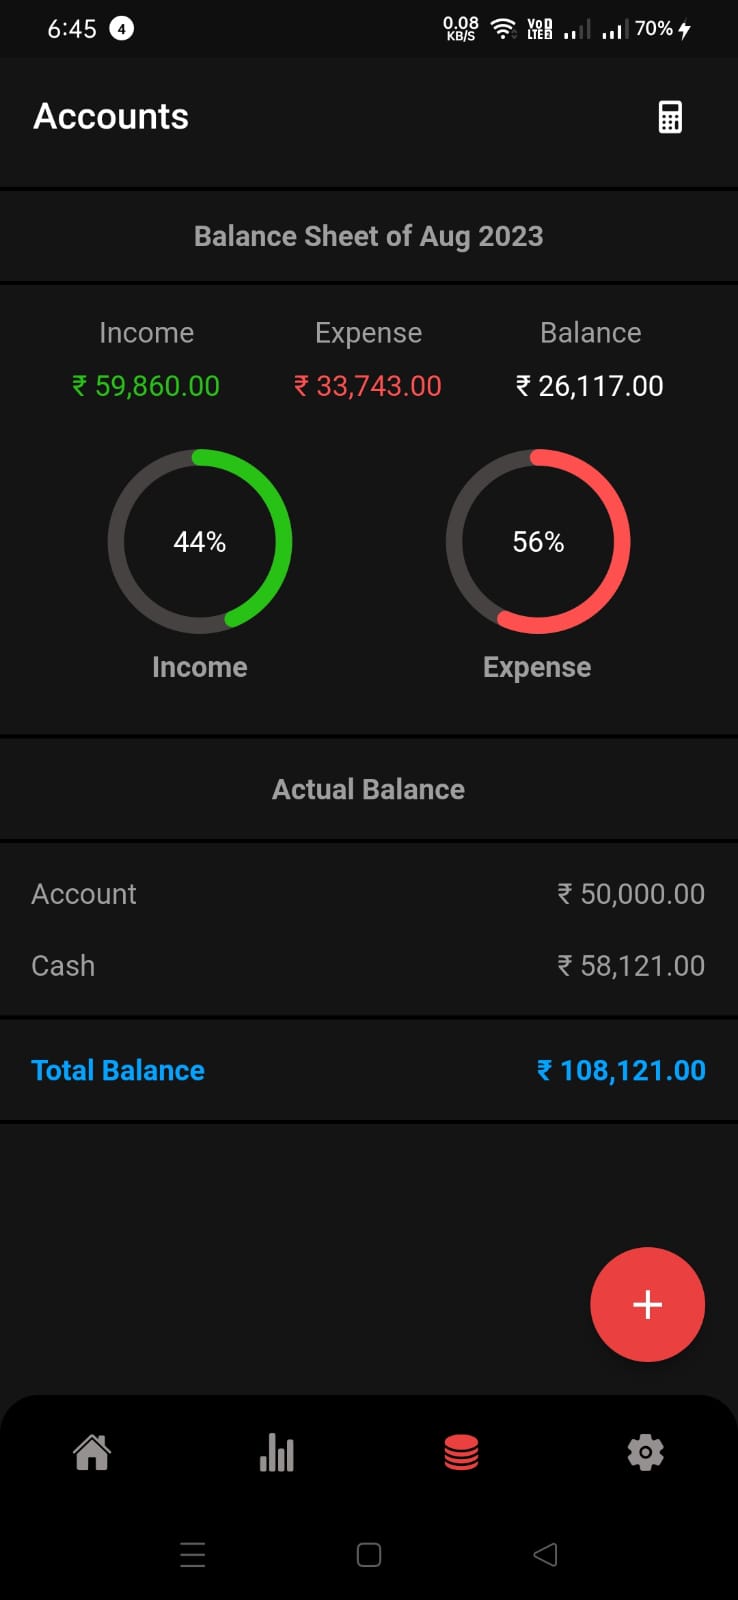 6:45 4 0.08 KB/S VoD LTE2 70%
Accounts
Balance Sheet of Aug 2023
Income Expense Balance
₹ 59,860.00 ₹ 33,743.00 ₹ 26,117.00
44% 56%
Income Expense
Actual Balance
Account ₹ 50,000.00
Cash ₹ 58,121.00
Total Balance ₹ 108,121.00